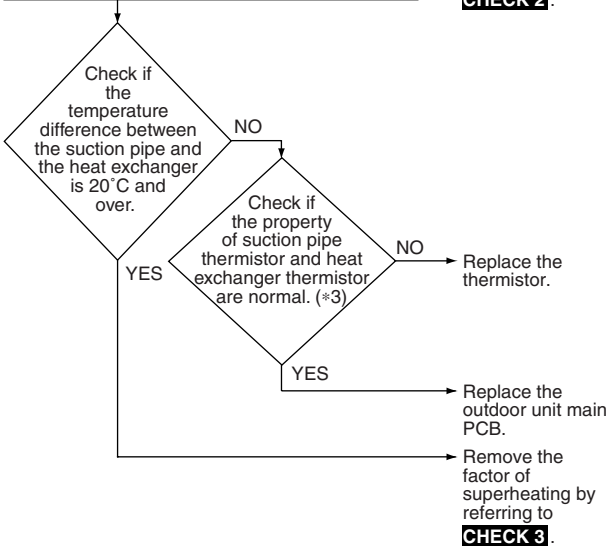 CHECK 2.
Check if
the
temperature
difference between
the suction pipe and
the heat exchanger
is 20˚C and
over.
NO
YES
Check if
the property
of suction pipe
thermistor and heat
exchanger thermistor
are normal. (*3)
NO
Replace the
thermistor.
YES
Replace the
outdoor unit main
PCB.
Remove the
factor of
superheating by
referring to
CHECK 3.